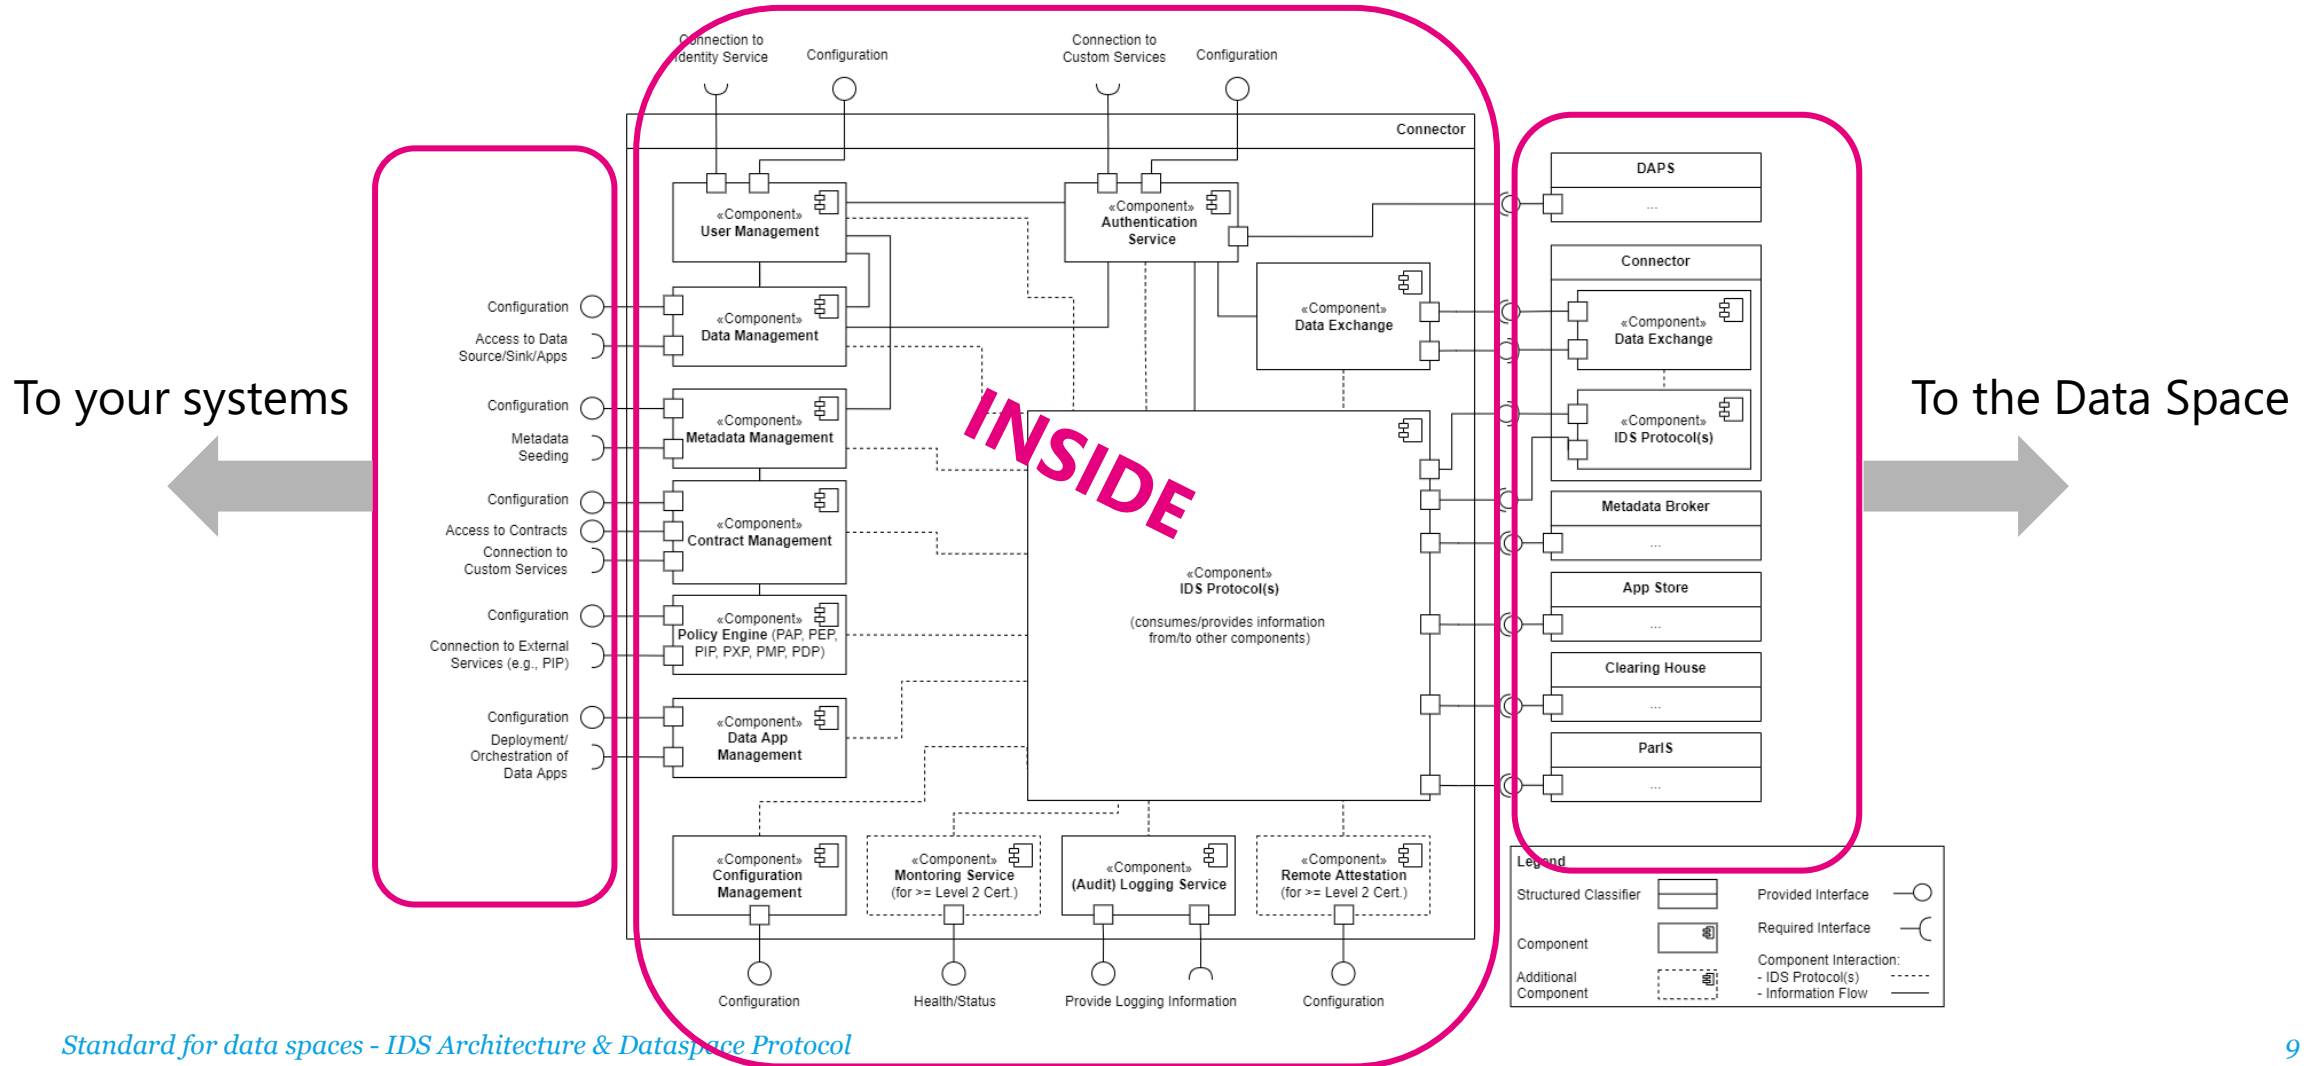 Connection to
Identity Service
Configuration
Connection to
Custom Services
Configuration
Connector
«Component»
User Management
«Component»
Authentication
Service
DAPS
...
Connector
«Component»
Data Exchange
«Component»
IDS Protocol(s)
Configuration
Access to Data
Source/Sink/Apps
«Component»
Data Management
«Component»
Data Exchange
To your systems
To the Data Space
INSIDE
Configuration
Metadata
Seeding
«Component»
Metadata Management
Configuration
Access to Contracts
Connection to
Custom Services
«Component»
Contract Management
Metadata Broker
...
«Component»
IDS Protocol(s)
(consumes/provides information
from/to other components)
App Store
...
Configuration
Connection to External
Services (e.g., PIP)
«Component»
Policy Engine (PAP, PEP,
PIP, PXP, PMP, PDP)
Clearing House
...
Configuration
Deployment/
Orchestration of
Data Apps
«Component»
Data App
Management
ParIS
...
«Component»
Configuration
Management
«Component»
Montoring Service
(for >= Level 2 Cert.)
«Component»
(Audit) Logging Service
«Component»
Remote Attestation
(for >= Level 2 Cert.)
Configuration
Health/Status
Provide Logging Information
Configuration
Legend
Structured Classifier
Provided Interface
Component
Required Interface
Additional
Component
Component Interaction:
- IDS Protocol(s)
- Information Flow
Standard for data spaces - IDS Architecture & Dataspace Protocol
9